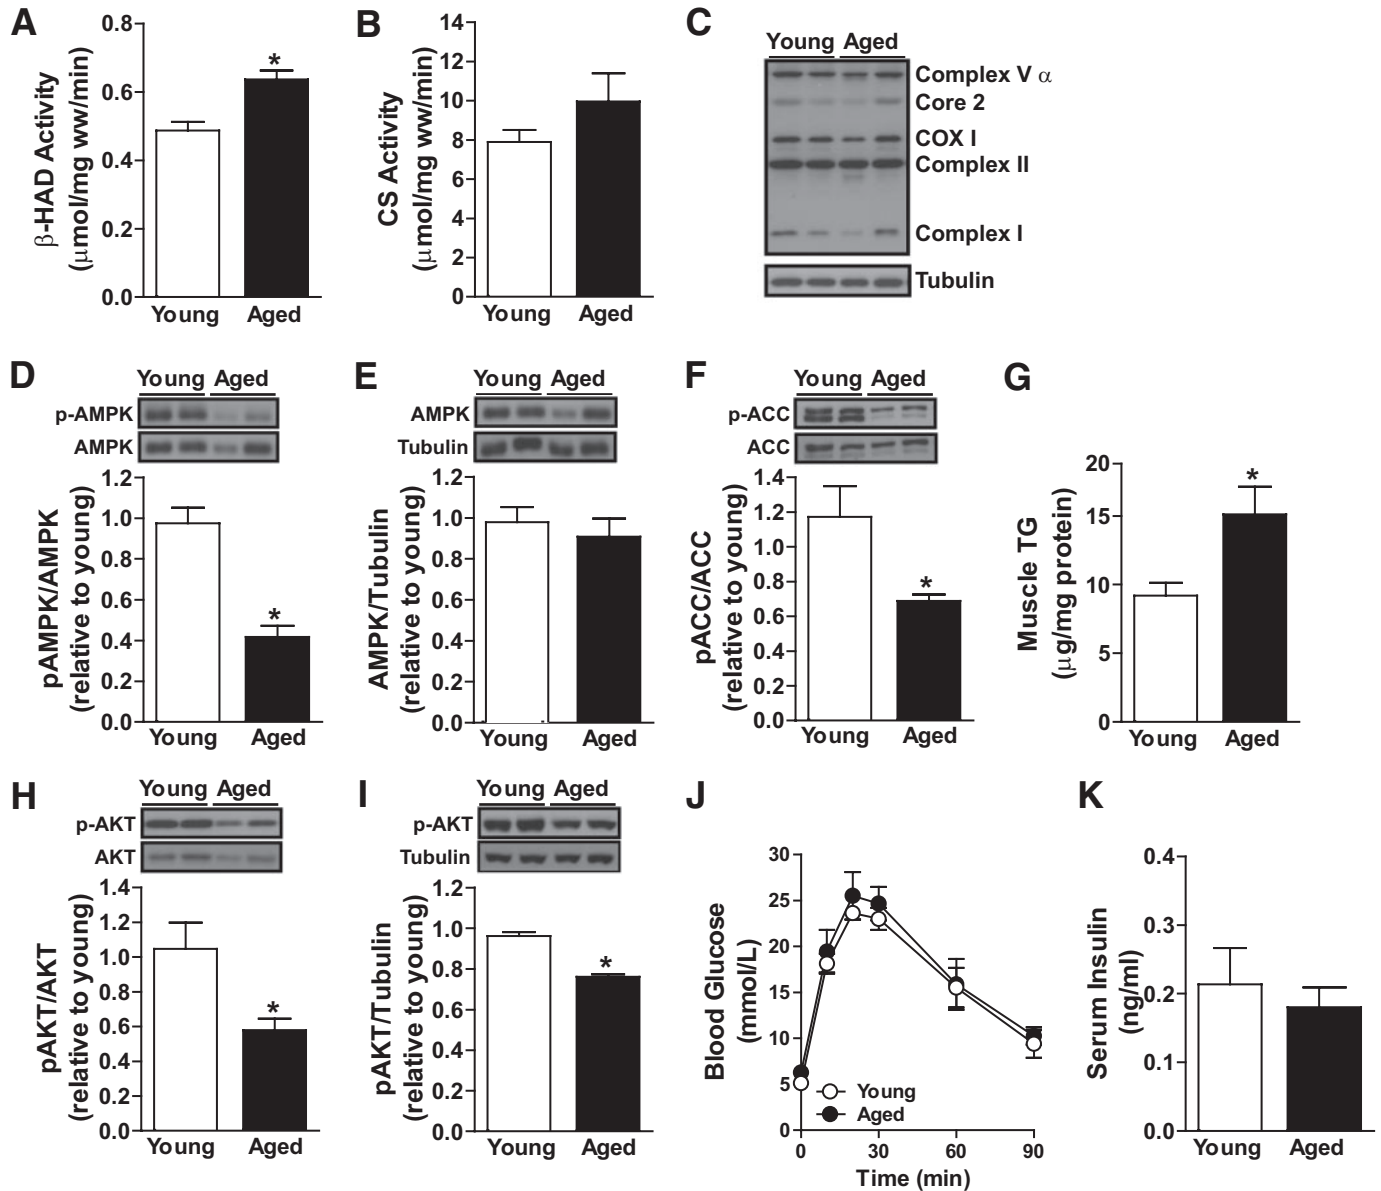 A
β-HAD Activity
(μmol/mg ww/min)
0.8
0.6
0.4
0.2
0.0
*
Young
Aged
B
CS Activity
(μmol/mg ww/min)
14
12
10
8
6
4
2
0
Young
Aged
C
Young Aged
Complex V α
Core 2
COX I
Complex II
Complex I
Tubulin
D
Young Aged
p-AMPK
AMPK
pAMPK/AMPK
(relative to young)
1.2
1.0
0.8
0.6
0.4
0.2
0.0
*
Young
Aged
E
Young Aged
AMPK
Tubulin
AMPK/Tubulin
(relative to young)
1.2
1.0
0.8
0.6
0.4
0.2
0.0
Young
Aged
F
Young Aged
p-ACC
ACC
pACC/ACC
(relative to young)
1.4
1.2
1.0
0.8
0.6
0.4
0.2
0.0
*
Young
Aged
G
Muscle TG
(μg/mg protein)
20
15
10
5
0
*
Young
Aged
H
Young Aged
p-AKT
AKT
pAKT/AKT
(relative to young)
1.4
1.2
1.0
0.8
0.6
0.4
0.2
0.0
*
Young
Aged
I
Young Aged
p-AKT
Tubulin
pAKT/Tubulin
(relative to young)
1.2
1.0
0.8
0.6
0.4
0.2
0.0
*
Young
Aged
J
Blood Glucose
(mmol/L)
30
25
20
15
10
5
0
Young
Aged
0
30
60
90
Time (min)
K
Serum Insulin
(ng/ml)
0.4
0.3
0.2
0.1
0.0
Young
Aged